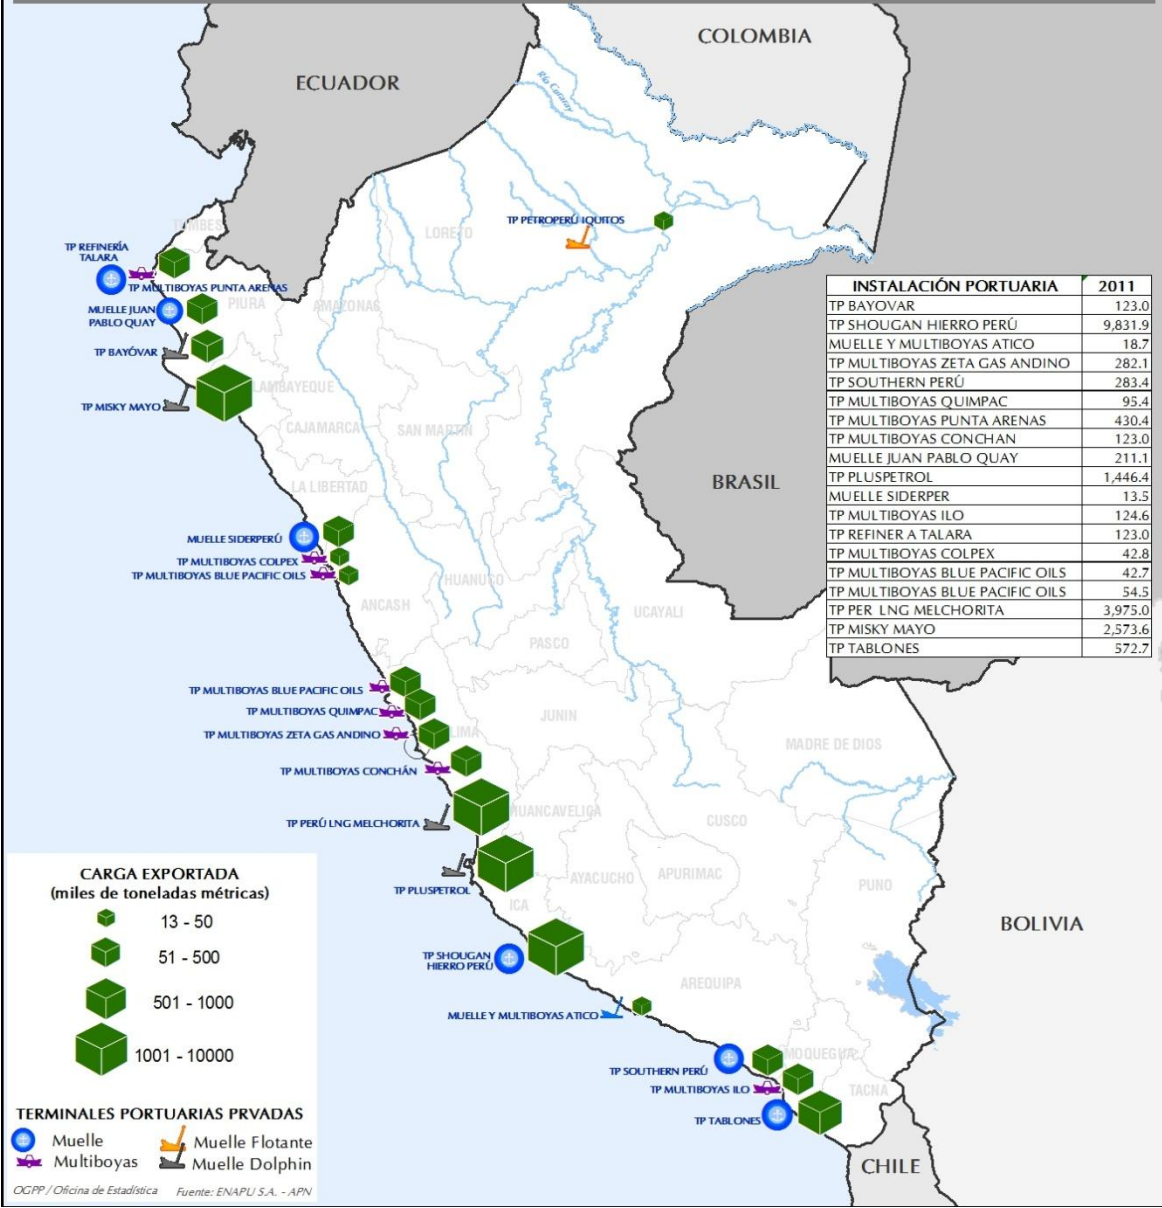 COLOMBIA
ECUADOR
Río Curaray
TP PETROPERÚ IQUITOS
TUMBES
LORETO
TP REFINERÍA
TALARA
TP MULTIBOYAS PUNTA ARENAS
PIURA
AMAZONAS
MUELLE JUAN
PABLO QUAY
TP BAYÓVAR
LAMBAYEQUE
TP MISKY MAYO
CAJAMARCA
SAN MARTIN
LA LIBERTAD
BRASIL
INSTALACIÓN PORTUARIA 2011
TP BAYOVAR 123.0
TP SHOUGAN HIERRO PERÚ 9,831.9
MUELLE Y MULTIBOYAS ATICO 18.7
TP MULTIBOYAS ZETA GAS ANDINO 282.1
TP SOUTHERN PERÚ 283.4
TP MULTIBOYAS QUIMPAC 95.4
TP MULTIBOYAS PUNTA ARENAS 430.4
TP MULTIBOYAS CONCHAN 123.0
MUELLE JUAN PABLO QUAY 211.1
TP PLUSPETROL 1,446.4
MUELLE SIDERPER 13.5
TP MULTIBOYAS ILO 124.6
TP REFINER A TALARA 123.0
TP MULTIBOYAS COLPEX 42.8
TP MULTIBOYAS BLUE PACIFIC OILS 42.7
TP MULTIBOYAS BLUE PACIFIC OILS 54.5
TP PER LNG MELCHORITA 3,975.0
TP MISKY MAYO 2,573.6
TP TABLONES 572.7
MUELLE SIDERPERÚ
TP MULTIBOYAS COLPEX
TP MULTIBOYAS BLUE PACIFIC OILS
HUANUCO
ANCASH
UCAYALI
PASCO
TP MULTIBOYAS BLUE PACIFIC OILS
TP MULTIBOYAS QUIMPAC
JUNIN
TP MULTIBOYAS ZETA GAS ANDINO
LIMA
MADRE DE DIOS
TP MULTIBOYAS CONCHÁN
TP PERÚ LNG MELCHORITA
HUANCAVELICA
CUSCO
TP PLUSPETROL
AYACUCHO
APURIMAC
PUNO
ICA
BOLIVIA
TP SHOUGAN
HIERRO PERÚ
AREQUIPA
MUELLE Y MULTIBOYAS ATICO
MOQUEGUA
TP SOUTHERN PERÚ
TP MULTIBOYAS ILO
TACNA
TP TABLONES
CHILE
CARGA EXPORTADA
(miles de toneladas métricas)
13 - 50
51 - 500
501 - 1000
1001 - 10000
TERMINALES PORTUARIAS PRVADAS
Muelle Muelle Flotante
Multiboyas Muelle Dolphin
OGPP / Oficina de Estadística Fuente: ENAPU S.A. - APN